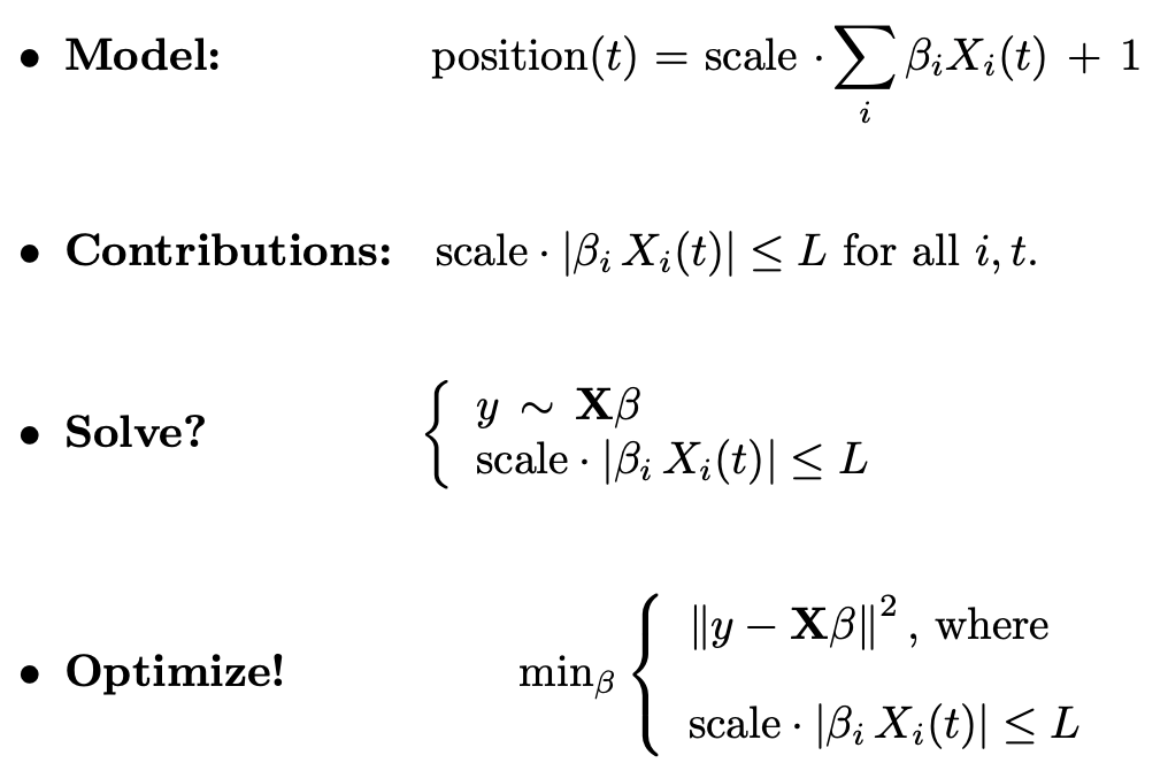 • Model: position(t) = scale · ∑_i β_i X_i(t) + 1
• Contributions: scale · |β_i X_i(t)| ≤ L for all i, t.
• Solve? { y ∼ Xβ
scale · |β_i X_i(t)| ≤ L
• Optimize! min_β { ‖y − Xβ‖², where
scale · |β_i X_i(t)| ≤ L